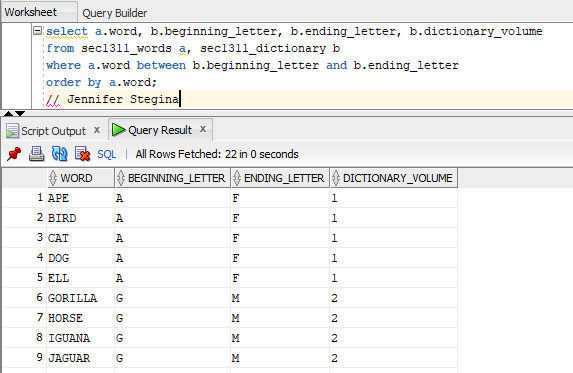 Worksheet Query Builder
select a.word, b.beginning_letter, b.ending_letter, b.dictionary_volume
from sec1311_words a, sec1311_dictionary b
where a.word between b.beginning_letter and b.ending_letter
order by a.word;
// Jennifer Stegina
Script Output x Query Result x
SQL | All Rows Fetched: 22 in 0 seconds
WORD BEGINNING_LETTER ENDING_LETTER DICTIONARY_VOLUME
1 APE A F 1
2 BIRD A F 1
3 CAT A F 1
4 DOG A F 1
5 ELL A F 1
6 GORILLA G M 2
7 HORSE G M 2
8 IGUANA G M 2
9 JAGUAR G M 2